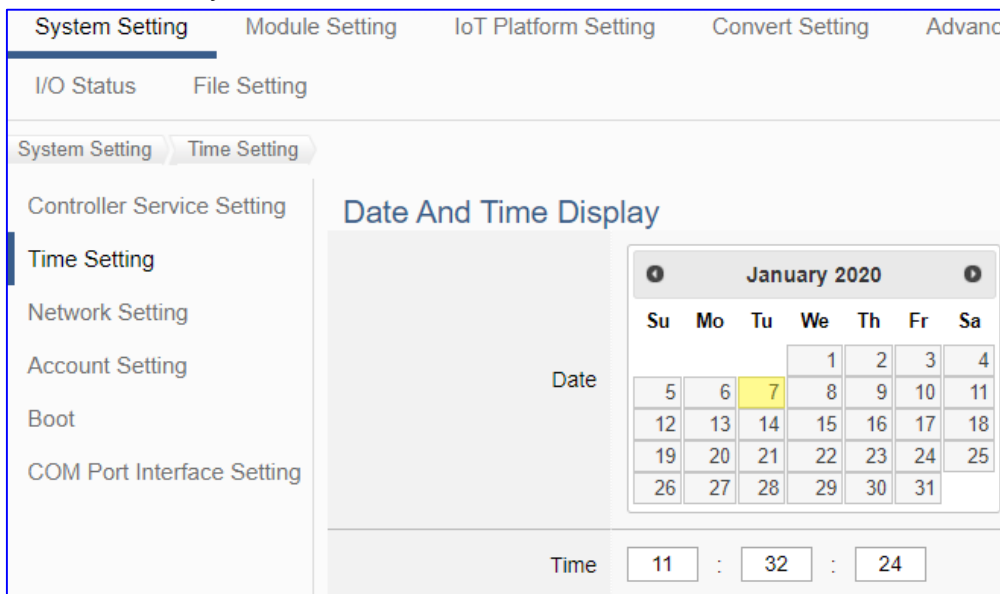 System Setting Module Setting IoT Platform Setting Convert Setting Advanc
I/O Status File Setting
System Setting Time Setting
Controller Service Setting
Time Setting
Network Setting
Account Setting
Boot
COM Port Interface Setting
Date And Time Display
Date
January 2020
Su Mo Tu We Th Fr Sa
1 2 3 4
5 6 7 8 9 10 11
12 13 14 15 16 17 18
19 20 21 22 23 24 25
26 27 28 29 30 31
Time 11 : 32 : 24